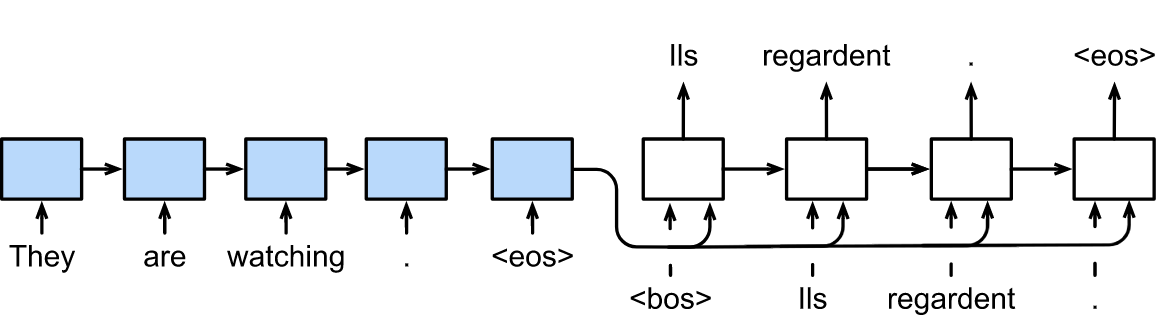 Ils regardent . <eos>
They are watching . <eos>
<bos> Ils regardent .